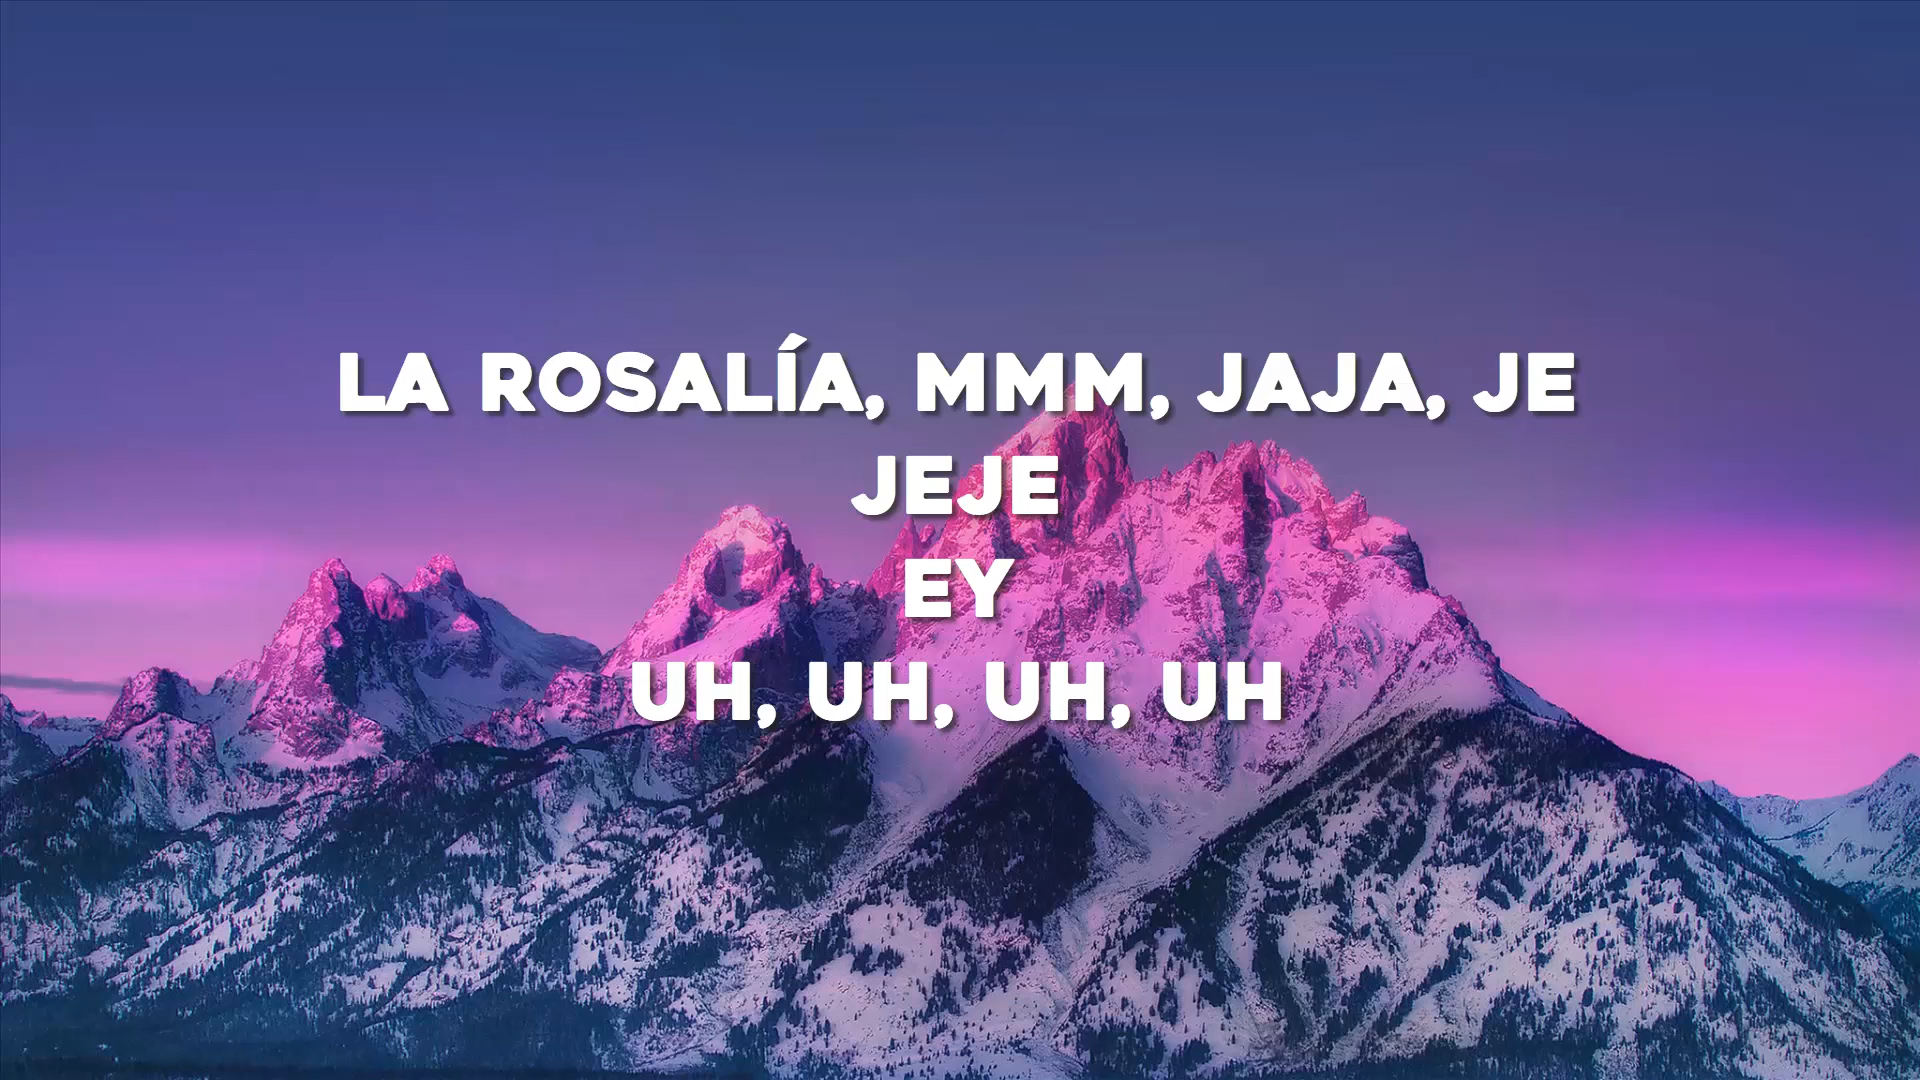 LA ROSALÍA, MMM, JAJA, JE
JEJE
EY
UH, UH, UH, UH